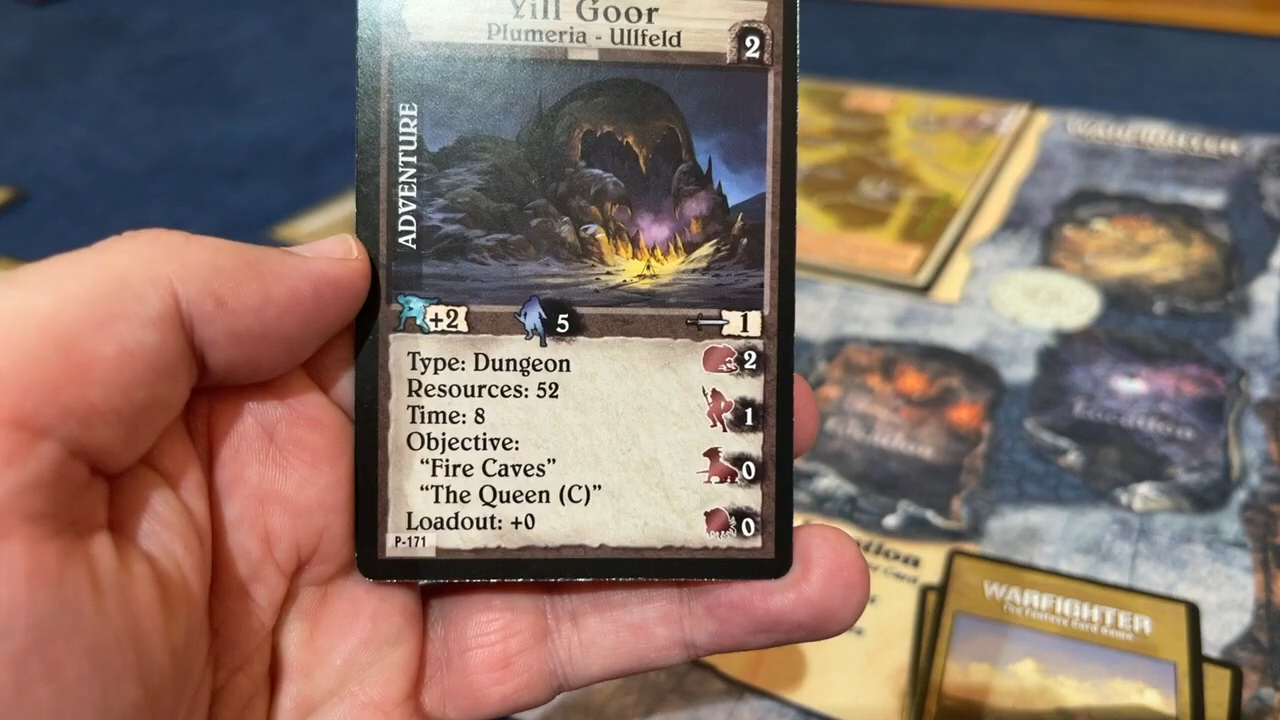 Yill Goor
Plumeria - Ullfeld
2
ADVENTURE
+2
5
1
Type: Dungeon
2
Resources: 52
Time: 8
1
Objective:
"Fire Caves"
0
"The Queen (C)"
Loadout: +0
0
P-171
WARFIGHTER
The Fantasy Card Game
WARFIGHTER
Location